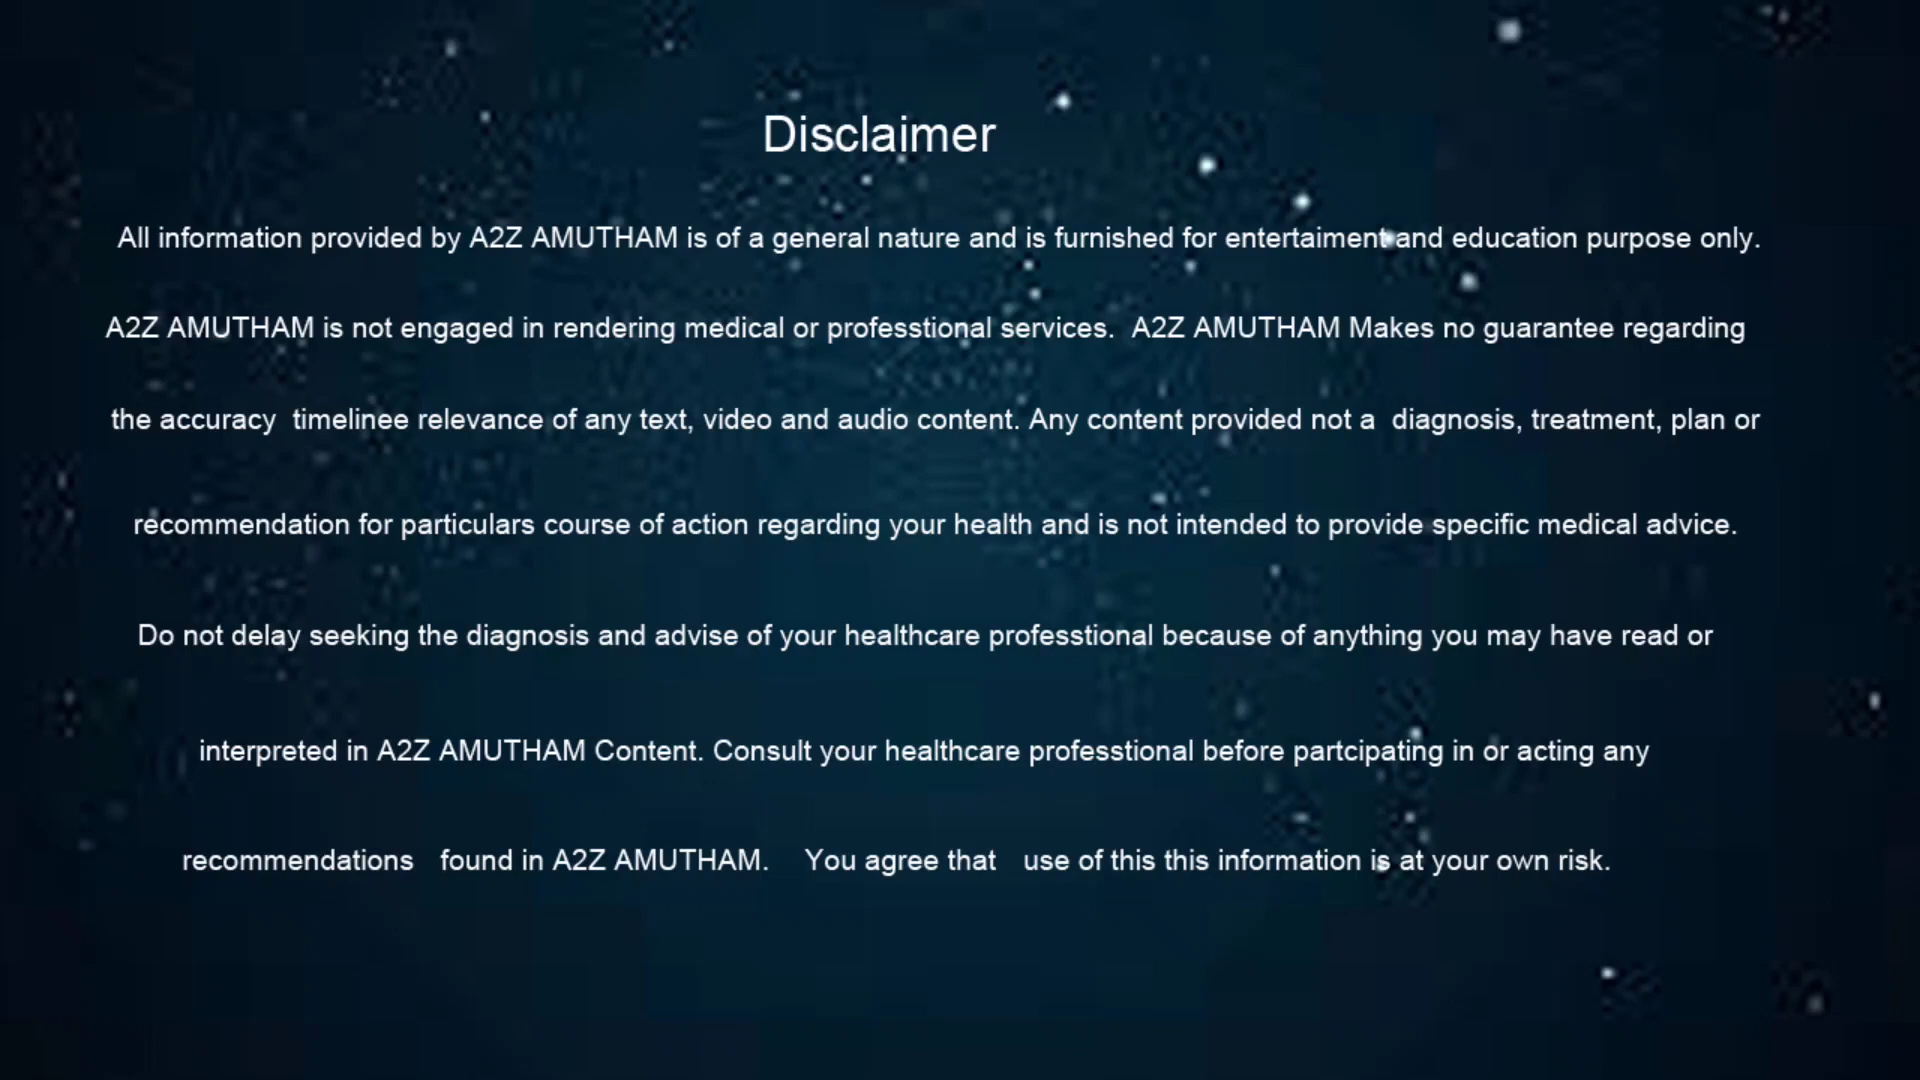 Disclaimer
All information provided by A2Z AMUTHAM is of a general nature and is furnished for entertaiment and education purpose only.
A2Z AMUTHAM is not engaged in rendering medical or professtional services. A2Z AMUTHAM Makes no guarantee regarding
the accuracy timelinee relevance of any text, video and audio content. Any content provided not a diagnosis, treatment, plan or
recommendation for particulars course of action regarding your health and is not intended to provide specific medical advice.
Do not delay seeking the diagnosis and advise of your healthcare professtional because of anything you may have read or
interpreted in A2Z AMUTHAM Content. Consult your healthcare professtional before partcipating in or acting any
recommendations found in A2Z AMUTHAM. You agree that use of this this information is at your own risk.